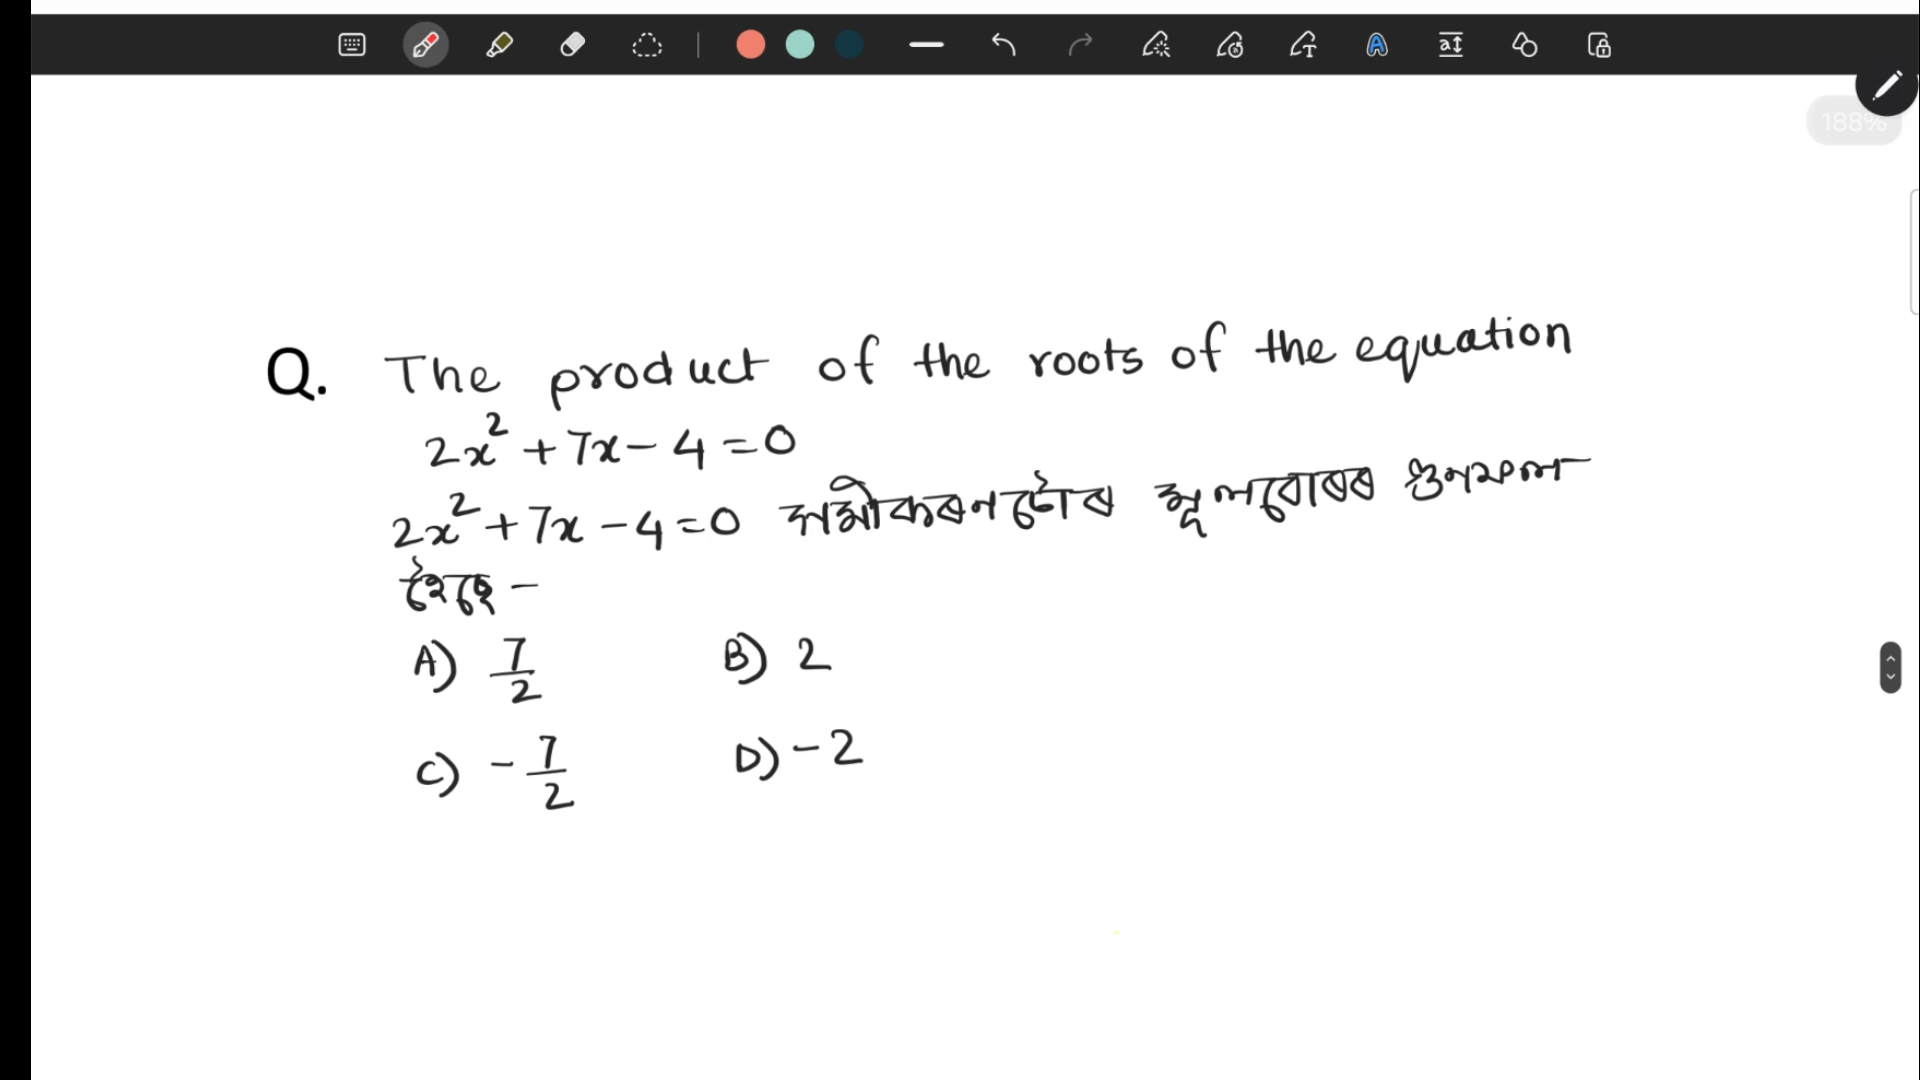 188%
Q. The product of the roots of the equation
2x² + 7x - 4 = 0
2x² + 7x - 4 = 0 সমীকৰণটোৰ মূলবোৰৰ গুণফল
হৈছে -
A) 7/2 B) 2
C) - 7/2 D) - 2